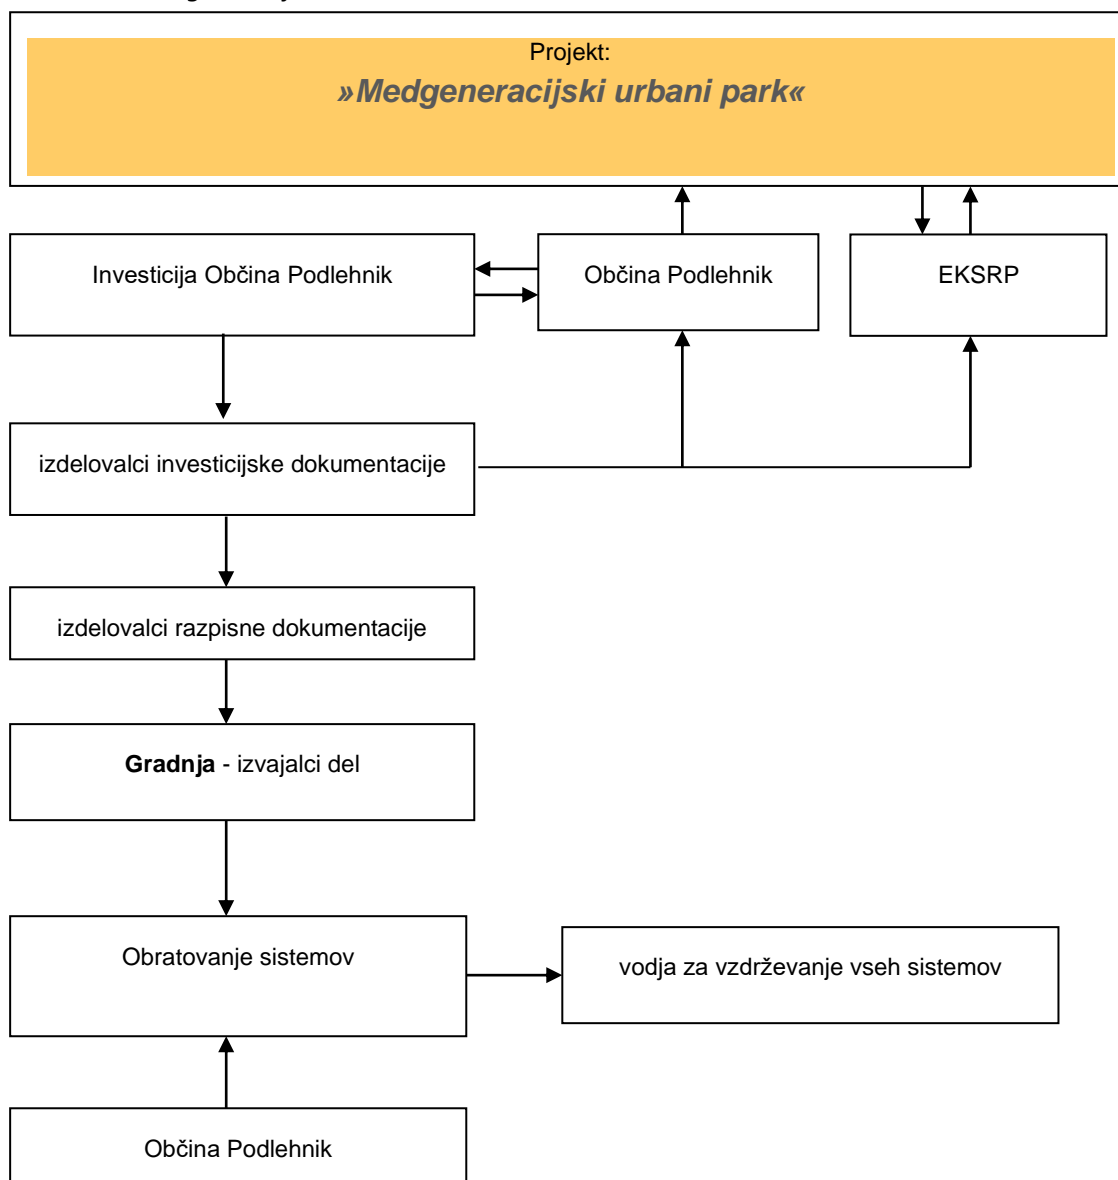 Projekt:
»Medgeneracijski urbani park«
Investicija Občina Podlehnik
Občina Podlehnik
EKSRP
izdelovalci investicijske dokumentacije
izdelovalci razpisne dokumentacije
Gradnja - izvajalci del
Obratovanje sistemov
vodja za vzdrževanje vseh sistemov
Občina Podlehnik